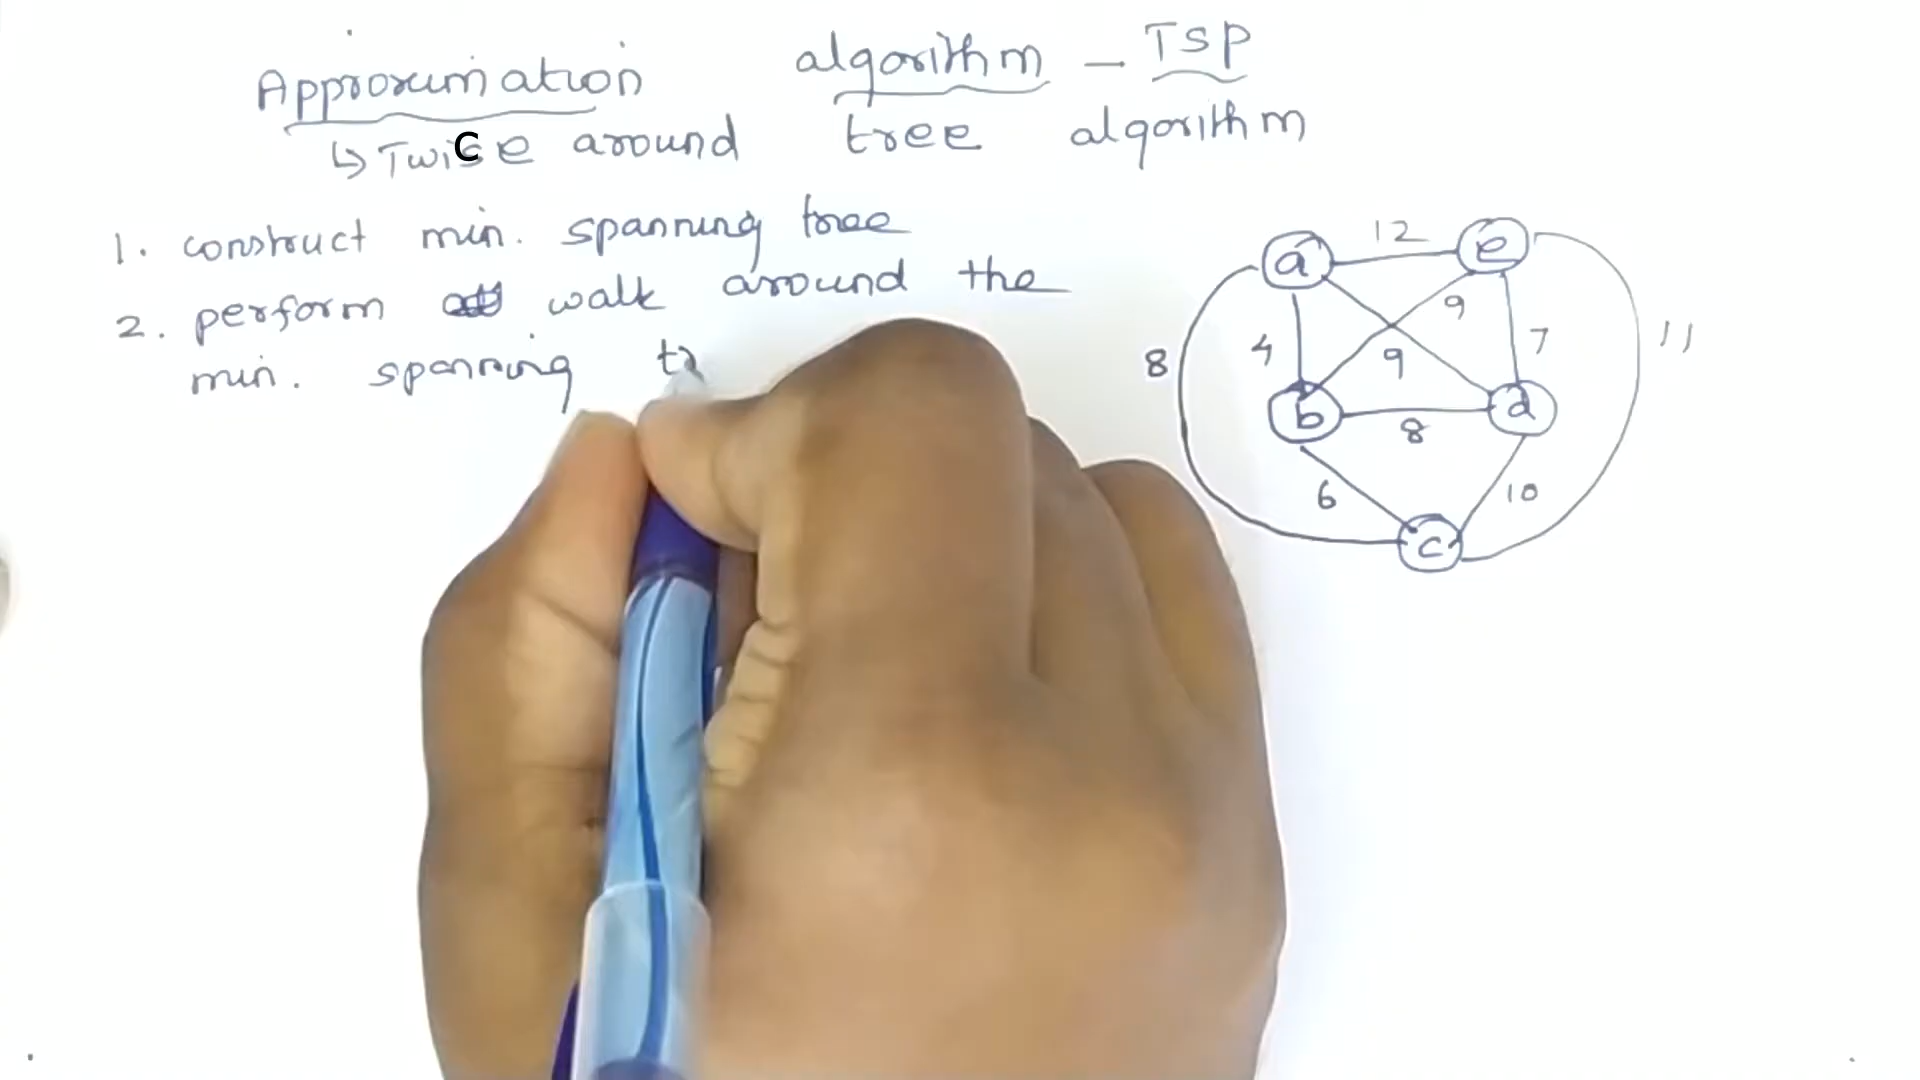 Approximation algorithm - TSP
↳ Twice around tree algorithm
1. construct min. spanning tree
2. perform walk around the
min. spanning
a 12 e
9
8 4 9 7 11
b 8 d
6 10
c